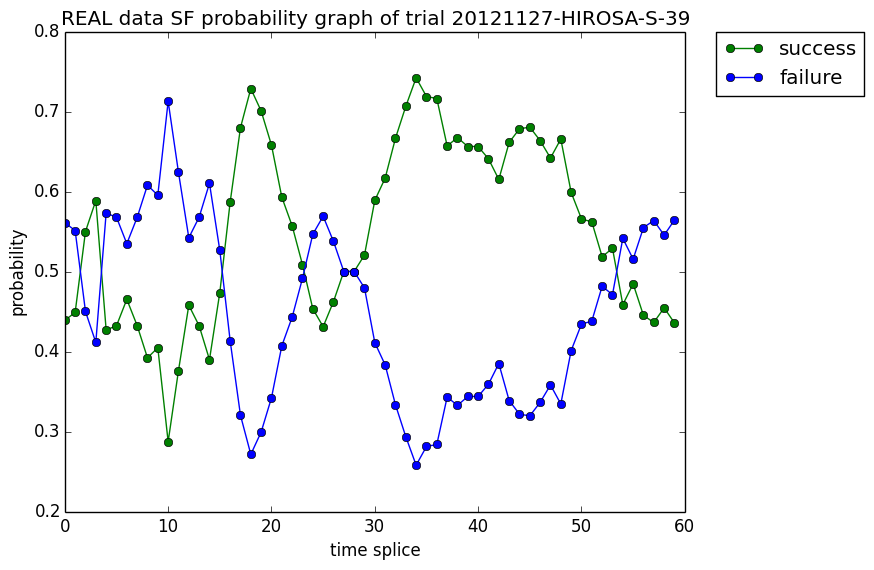 REAL data SF probability graph of trial 20121127-HIROSA-S-39
success
failure
probability
0.8
0.7
0.6
0.5
0.4
0.3
0.2
0 10 20 30 40 50 60
time splice